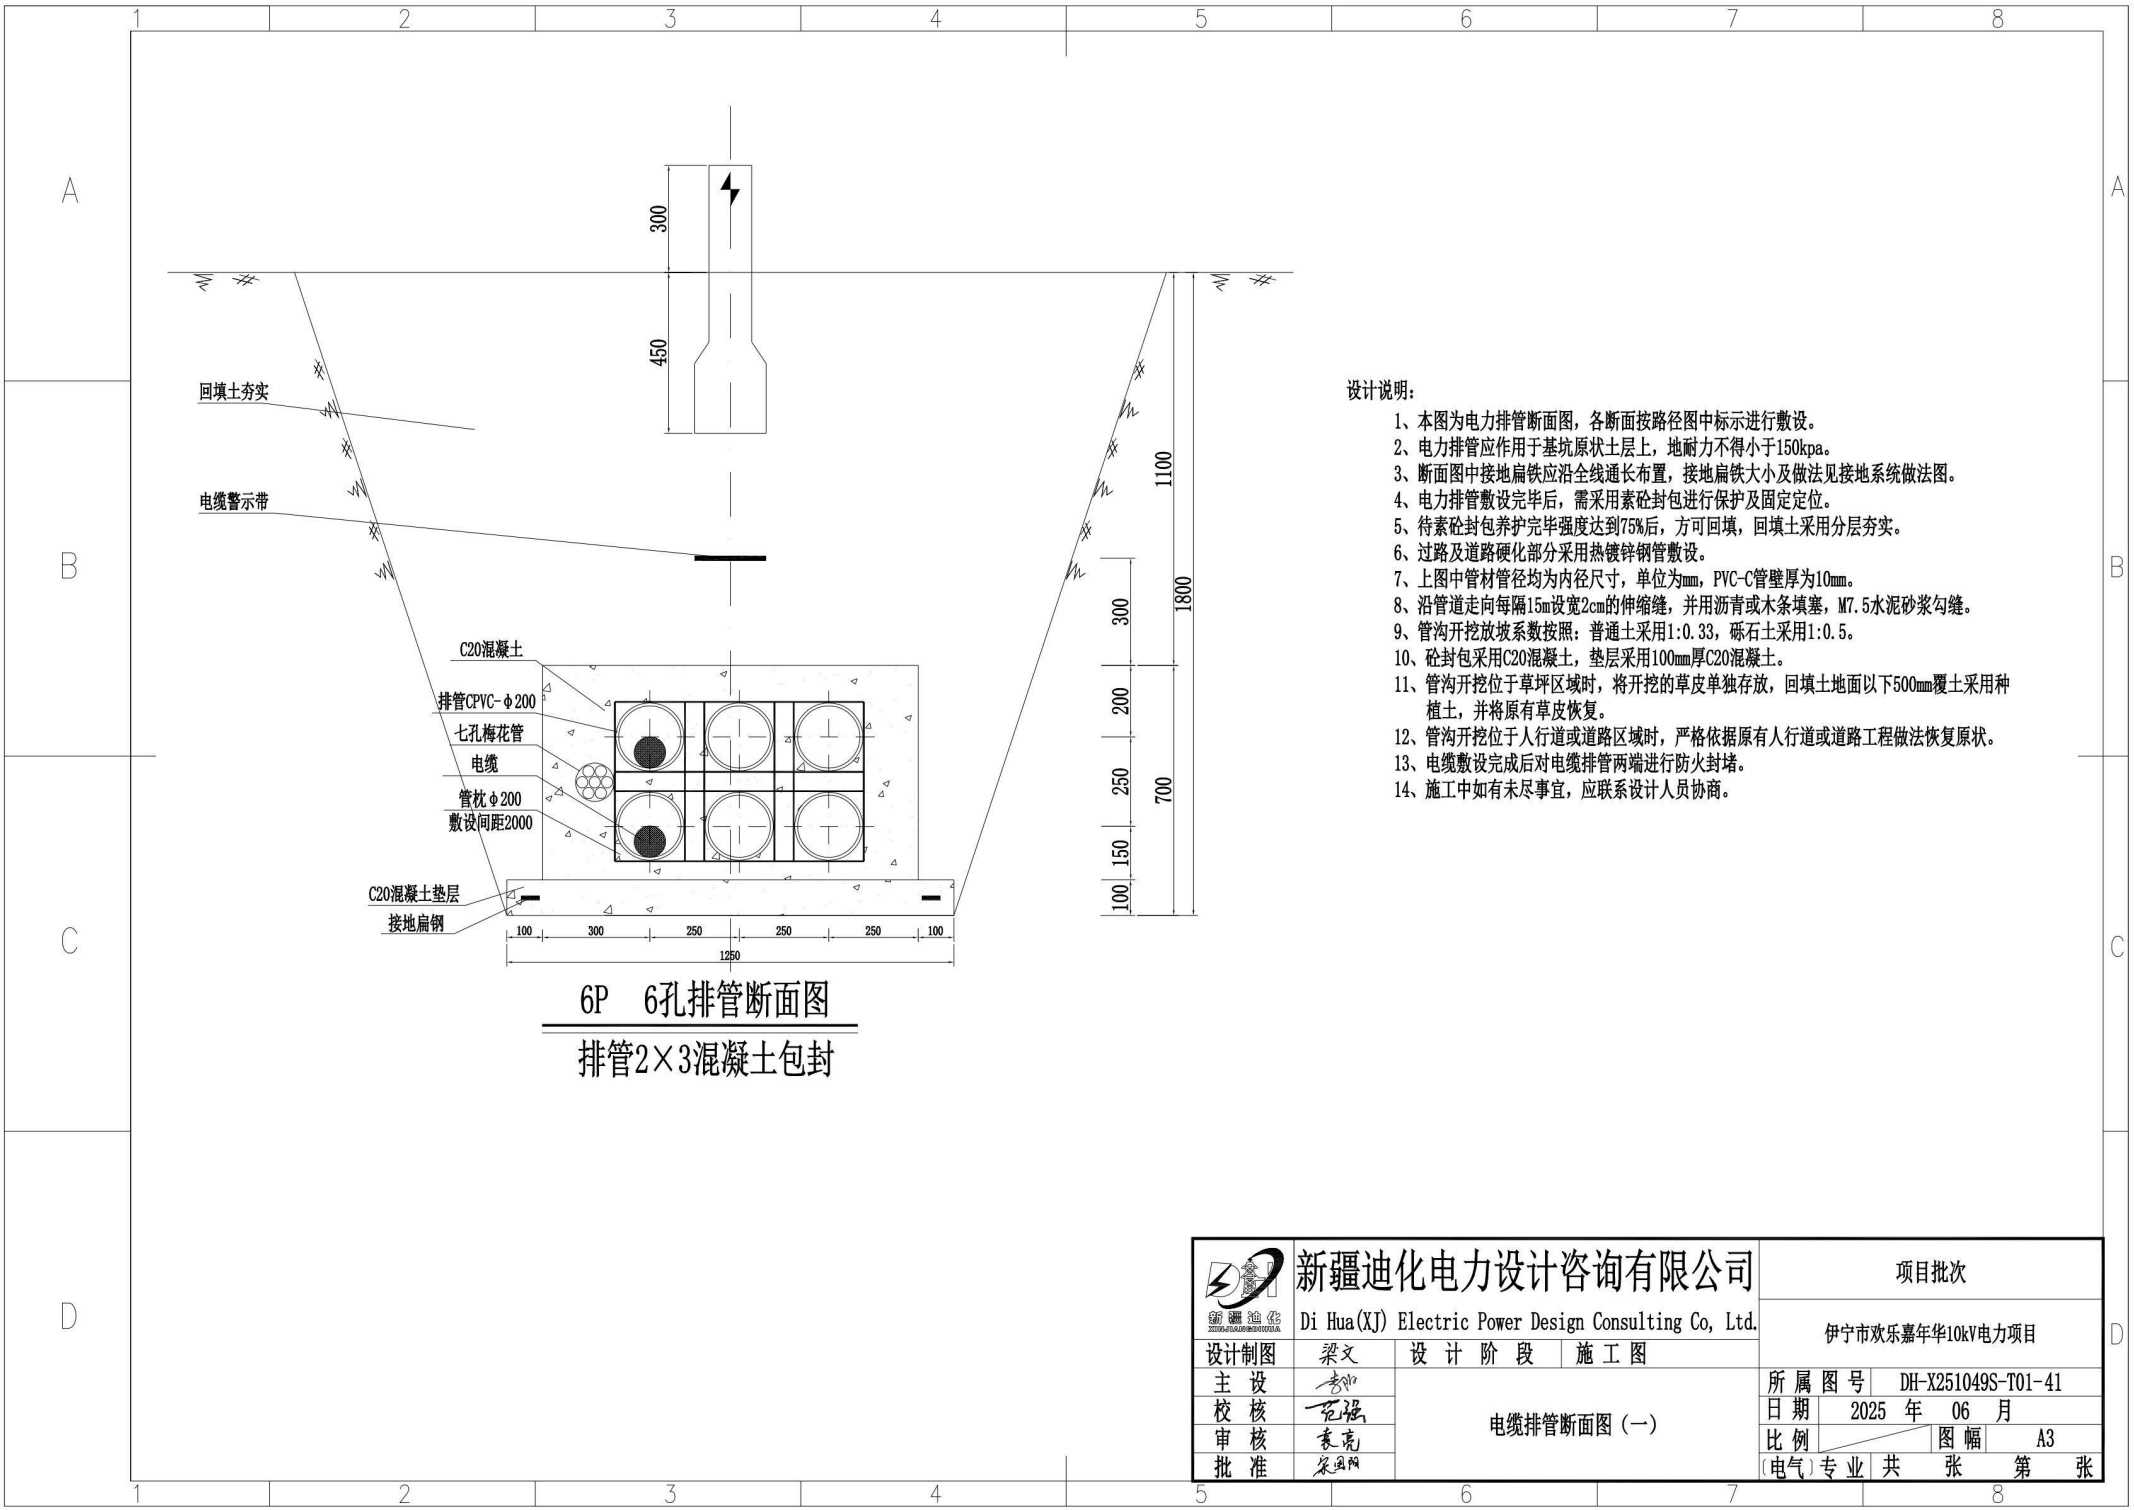 1 2 3 4 5 6 7 8
A
A
300
450
回填土夯实
电缆警示带
1100
300
1800
B
B
设计说明：
1、本图为电力排管断面图，各断面按路径图中标示进行敷设。
2、电力排管应作用于基坑原状土层上，地耐力不得小于150kpa。
3、断面图中接地扁铁应沿全线通长布置，接地扁铁大小及做法见接地系统做法图。
4、电力排管敷设完毕后，需采用素砼封包进行保护及固定定位。
5、待素砼封包养护完毕强度达到75%后，方可回填，回填土采用分层夯实。
6、过路及道路硬化部分采用热镀锌钢管敷设。
7、上图中管材管径均为内径尺寸，单位为mm，PVC-C管壁厚为10mm。
8、沿管道走向每隔15m设宽2cm的伸缩缝，并用沥青或木条填塞，M7.5水泥砂浆勾缝。
9、管沟开挖放坡系数按照：普通土采用1:0.33，砾石土采用1:0.5。
10、砼封包采用C20混凝土，垫层采用100mm厚C20混凝土。
11、管沟开挖位于草坪区域时，将开挖的草皮单独存放，回填土地面以下500mm覆土采用种
植土，并将原有草皮恢复。
12、管沟开挖位于人行道或道路区域时，严格依据原有人行道或道路工程做法恢复原状。
13、电缆敷设完成后对电缆排管两端进行防火封堵。
14、施工中如有未尽事宜，应联系设计人员协商。
C20混凝土
排管CPVC-φ200
七孔梅花管
电缆
管枕φ200
敷设间距2000
C20混凝土垫层
接地扁钢
200
250
700
150
100
C
C
100 300 250 250 250 100
1250
6P 6孔排管断面图
排管2×3混凝土包封
D
D
新疆迪化
XINJIANGDIHUA
新疆迪化电力设计咨询有限公司
Di Hua(XJ) Electric Power Design Consulting Co, Ltd.
项目批次
伊宁市欢乐嘉年华10kV电力项目
设计制图 梁文 设计阶段 施工图
主设
校核 范强
审核 袁亮
批准
电缆排管断面图（一）
所属图号 DH-X251049S-T01-41
日期 2025 年 06 月
比例 图幅 A3
（电气）专业 共 张 第 张
1 2 3 4 5 6 7 8